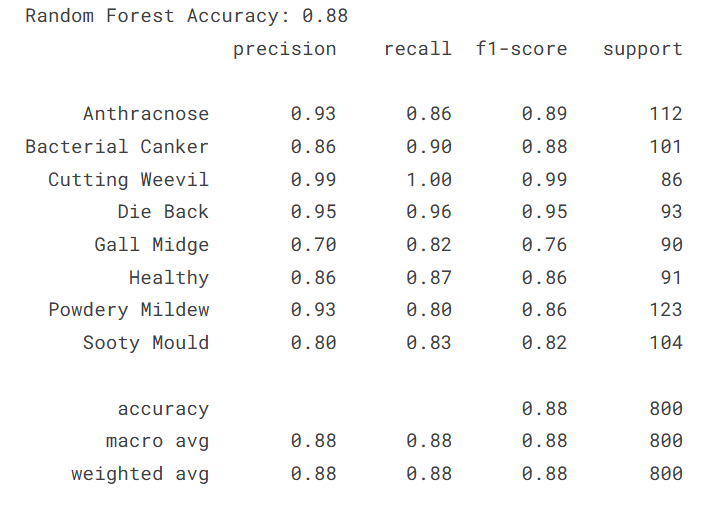 Random Forest Accuracy: 0.88
precision recall f1-score support
Anthracnose 0.93 0.86 0.89 112
Bacterial Canker 0.86 0.90 0.88 101
Cutting Weevil 0.99 1.00 0.99 86
Die Back 0.95 0.96 0.95 93
Gall Midge 0.70 0.82 0.76 90
Healthy 0.86 0.87 0.86 91
Powdery Mildew 0.93 0.80 0.86 123
Sooty Mould 0.80 0.83 0.82 104
accuracy 0.88 800
macro avg 0.88 0.88 0.88 800
weighted avg 0.88 0.88 0.88 800